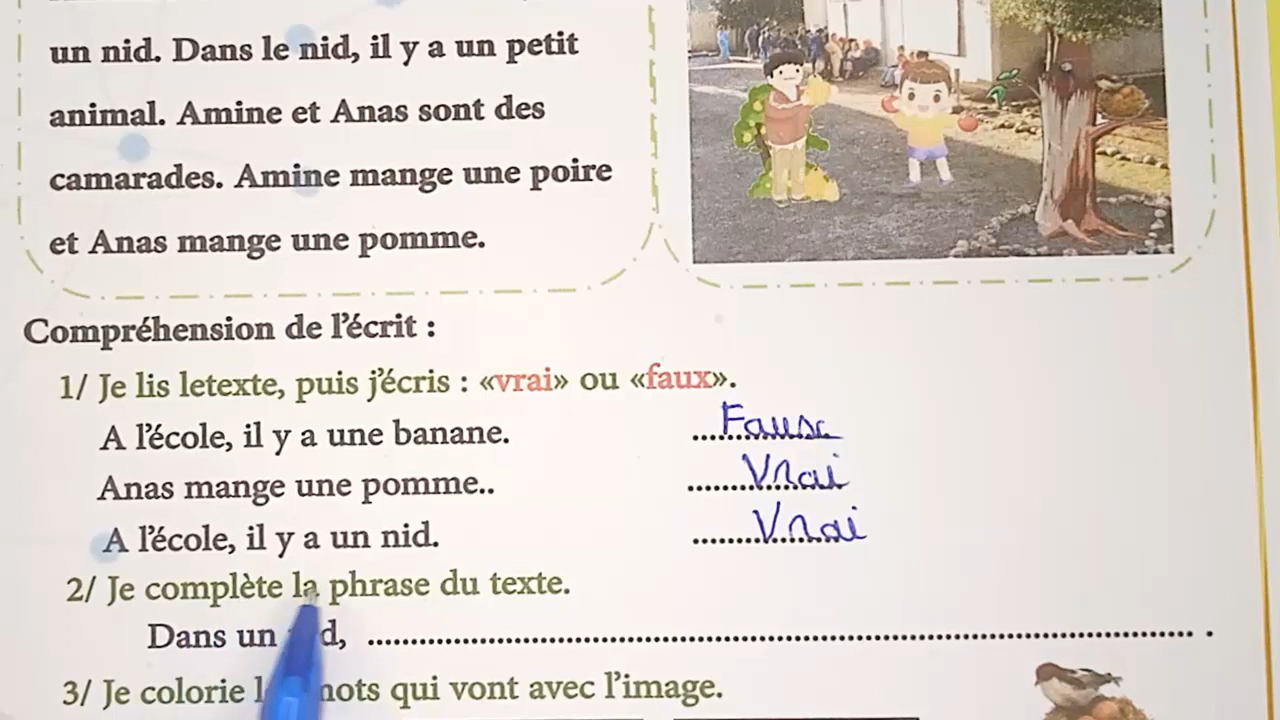 un nid. Dans le nid, il y a un petit
animal. Amine et Anas sont des
camarades. Amine mange une poire
et Anas mange une pomme.
Compréhension de l'écrit :
1/ Je lis letexte, puis j'écris : «vrai» ou «faux».
A l'école, il y a une banane. ........Faux
Anas mange une pomme.. ........Vrai
A l'école, il y a un nid. ........Vrai
2/ Je complète la phrase du texte.
Dans un
3/ Je colorie qui vont avec l'image.